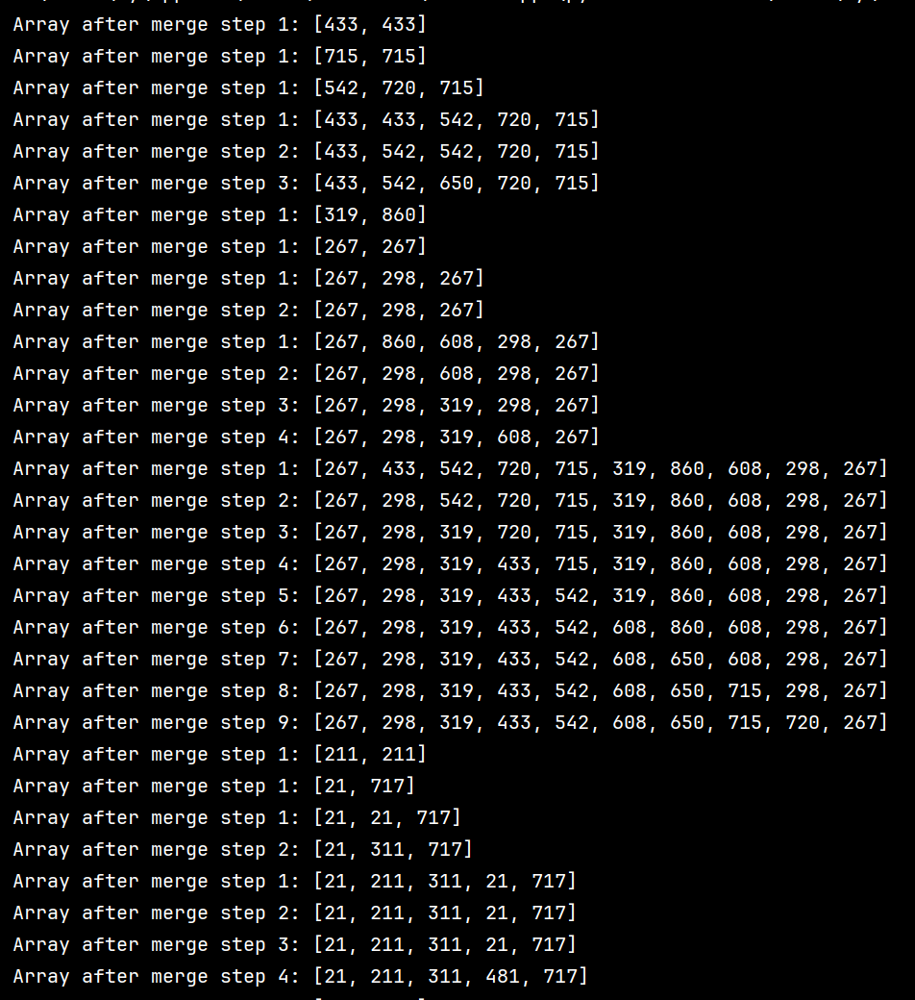 Array after merge step 1: [433, 433]
Array after merge step 1: [715, 715]
Array after merge step 1: [542, 720, 715]
Array after merge step 1: [433, 433, 542, 720, 715]
Array after merge step 2: [433, 542, 542, 720, 715]
Array after merge step 3: [433, 542, 650, 720, 715]
Array after merge step 1: [319, 860]
Array after merge step 1: [267, 267]
Array after merge step 1: [267, 298, 267]
Array after merge step 2: [267, 298, 267]
Array after merge step 1: [267, 860, 608, 298, 267]
Array after merge step 2: [267, 298, 608, 298, 267]
Array after merge step 3: [267, 298, 319, 298, 267]
Array after merge step 4: [267, 298, 319, 608, 267]
Array after merge step 1: [267, 433, 542, 720, 715, 319, 860, 608, 298, 267]
Array after merge step 2: [267, 298, 542, 720, 715, 319, 860, 608, 298, 267]
Array after merge step 3: [267, 298, 319, 720, 715, 319, 860, 608, 298, 267]
Array after merge step 4: [267, 298, 319, 433, 715, 319, 860, 608, 298, 267]
Array after merge step 5: [267, 298, 319, 433, 542, 319, 860, 608, 298, 267]
Array after merge step 6: [267, 298, 319, 433, 542, 608, 860, 608, 298, 267]
Array after merge step 7: [267, 298, 319, 433, 542, 608, 650, 608, 298, 267]
Array after merge step 8: [267, 298, 319, 433, 542, 608, 650, 715, 298, 267]
Array after merge step 9: [267, 298, 319, 433, 542, 608, 650, 715, 720, 267]
Array after merge step 1: [211, 211]
Array after merge step 1: [21, 717]
Array after merge step 1: [21, 21, 717]
Array after merge step 2: [21, 311, 717]
Array after merge step 1: [21, 211, 311, 21, 717]
Array after merge step 2: [21, 211, 311, 21, 717]
Array after merge step 3: [21, 211, 311, 21, 717]
Array after merge step 4: [21, 211, 311, 481, 717]